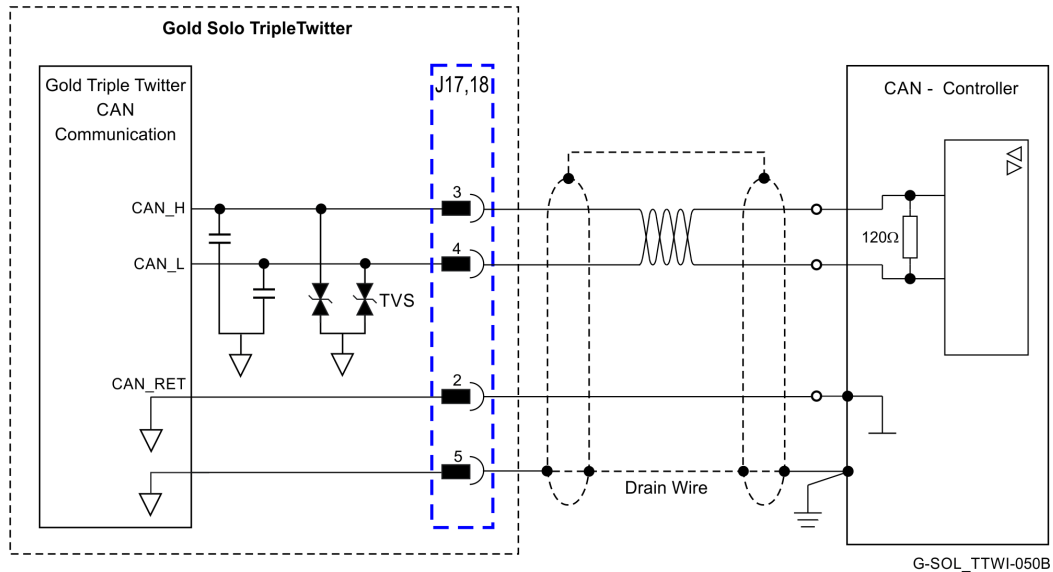 Gold Solo TripleTwitter
Gold Triple Twitter
CAN
Communication
J17,18
CAN - Controller
CAN_H
3
120Ω
CAN_L
4
TVS
CAN_RET
2
5
Drain Wire
G-SOL_TTWI-050B